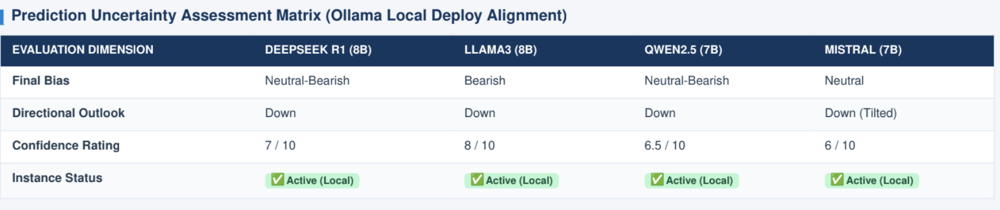 Prediction Uncertainty Assessment Matrix (Ollama Local Deploy Alignment)
EVALUATION DIMENSION DEEPSEEK R1 (8B) LLAMA3 (8B) QWEN2.5 (7B) MISTRAL (7B)
Final Bias Neutral-Bearish Bearish Neutral-Bearish Neutral
Directional Outlook Down Down Down Down (Tilted)
Confidence Rating 7 / 10 8 / 10 6.5 / 10 6 / 10
Instance Status ✅ Active (Local) ✅ Active (Local) ✅ Active (Local) ✅ Active (Local)